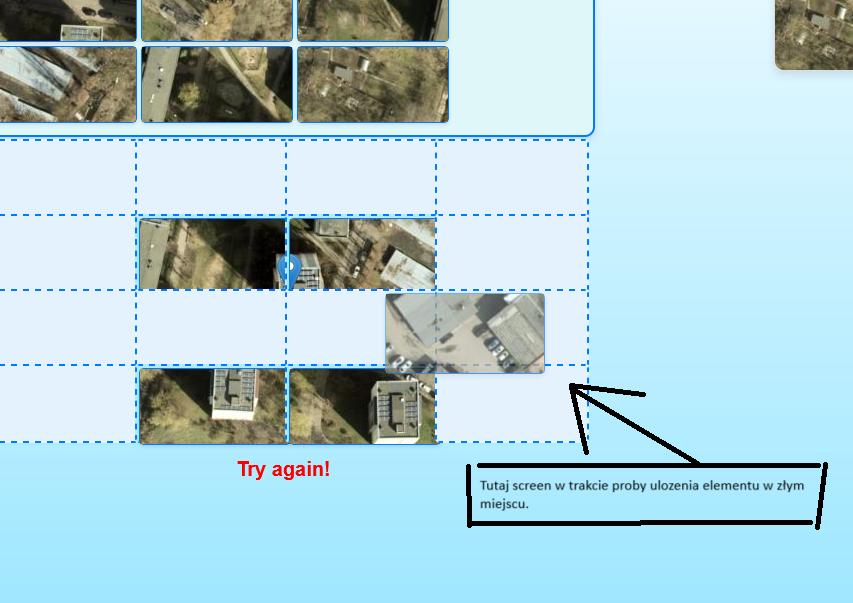 Try again!
Tutaj screen w trakcie proby ulozenia elementu w złym
miejscu.